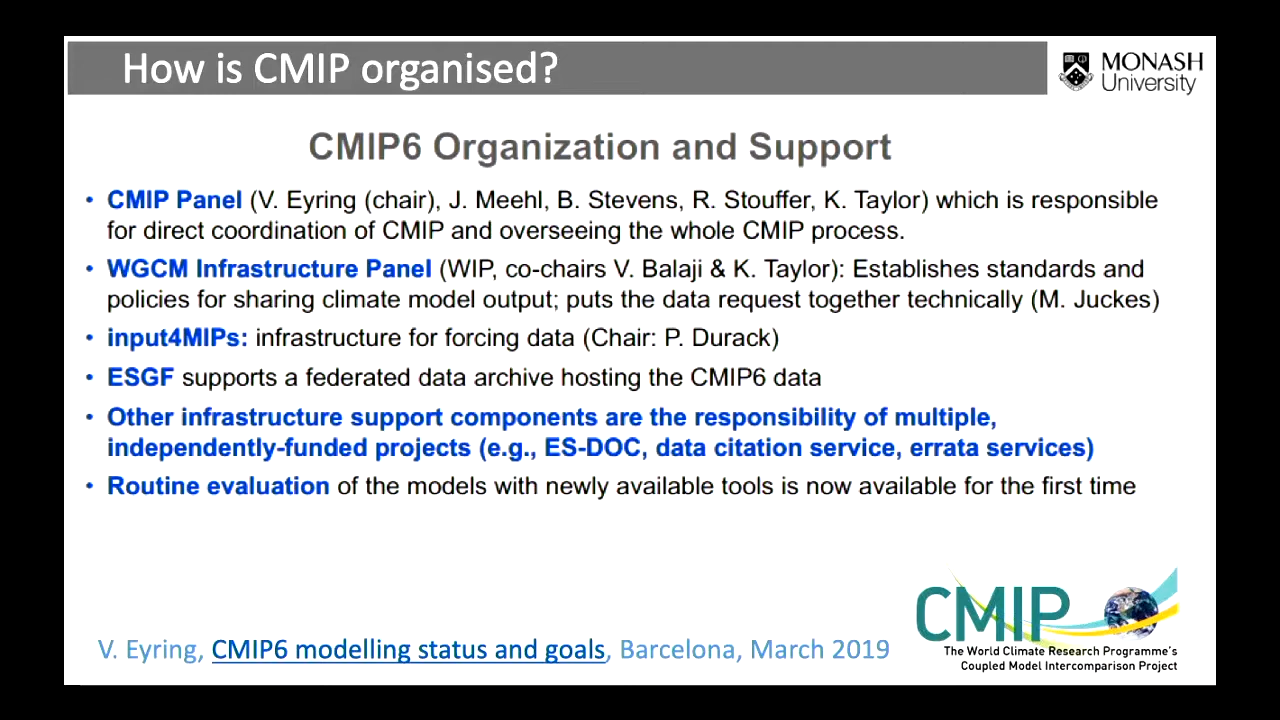 How is CMIP organised?
MONASH
University
CMIP6 Organization and Support
• CMIP Panel (V. Eyring (chair), J. Meehl, B. Stevens, R. Stouffer, K. Taylor) which is responsible
for direct coordination of CMIP and overseeing the whole CMIP process.
• WGCM Infrastructure Panel (WIP, co-chairs V. Balaji & K. Taylor): Establishes standards and
policies for sharing climate model output; puts the data request together technically (M. Juckes)
• input4MIPs: infrastructure for forcing data (Chair: P. Durack)
• ESGF supports a federated data archive hosting the CMIP6 data
• Other infrastructure support components are the responsibility of multiple,
independently-funded projects (e.g., ES-DOC, data citation service, errata services)
• Routine evaluation of the models with newly available tools is now available for the first time
CMIP
The World Climate Research Programme's
Coupled Model Intercomparison Project
V. Eyring, CMIP6 modelling status and goals, Barcelona, March 2019